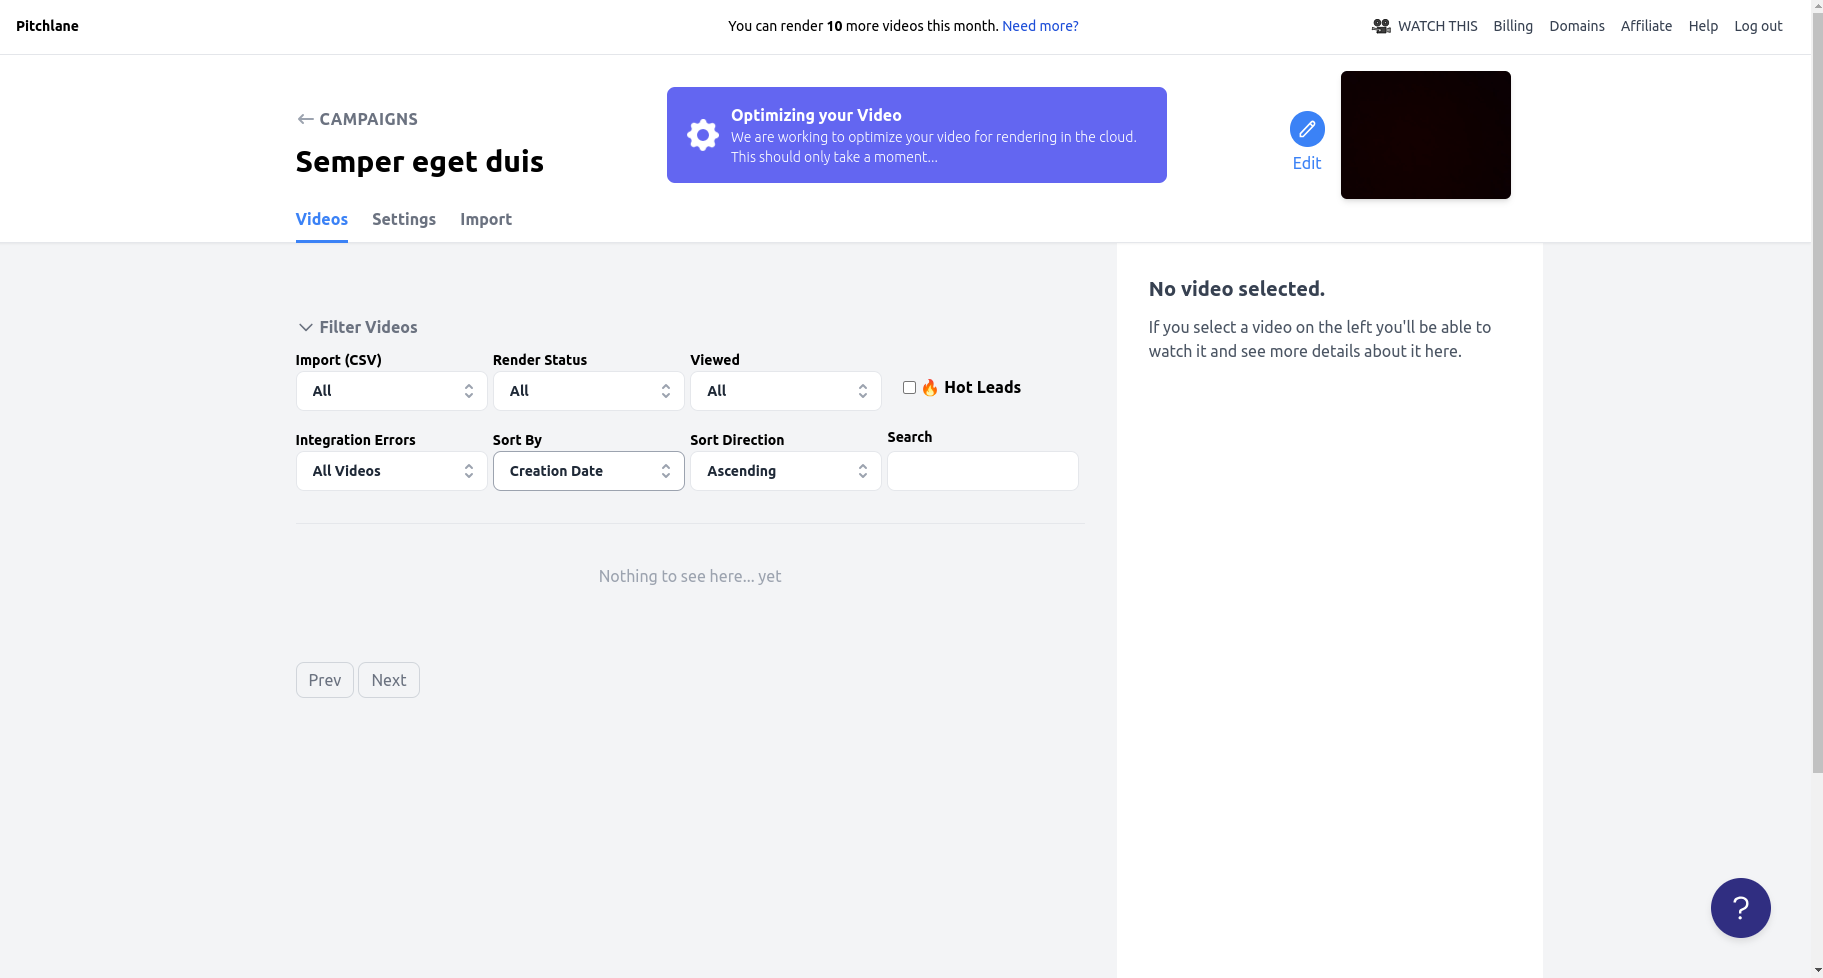 Pitchlane
You can render 10 more videos this month. Need more?
WATCH THIS Billing Domains Affiliate Help Log out
CAMPAIGNS
Semper eget duis
Optimizing your Video
We are working to optimize your video for rendering in the cloud.
This should only take a moment...
Edit
Videos Settings Import
Filter Videos
Import (CSV) Render Status Viewed
All All All Hot Leads
Integration Errors Sort By Sort Direction Search
All Videos Creation Date Ascending
Nothing to see here... yet
Prev Next
No video selected.
If you select a video on the left you'll be able to
watch it and see more details about it here.
?